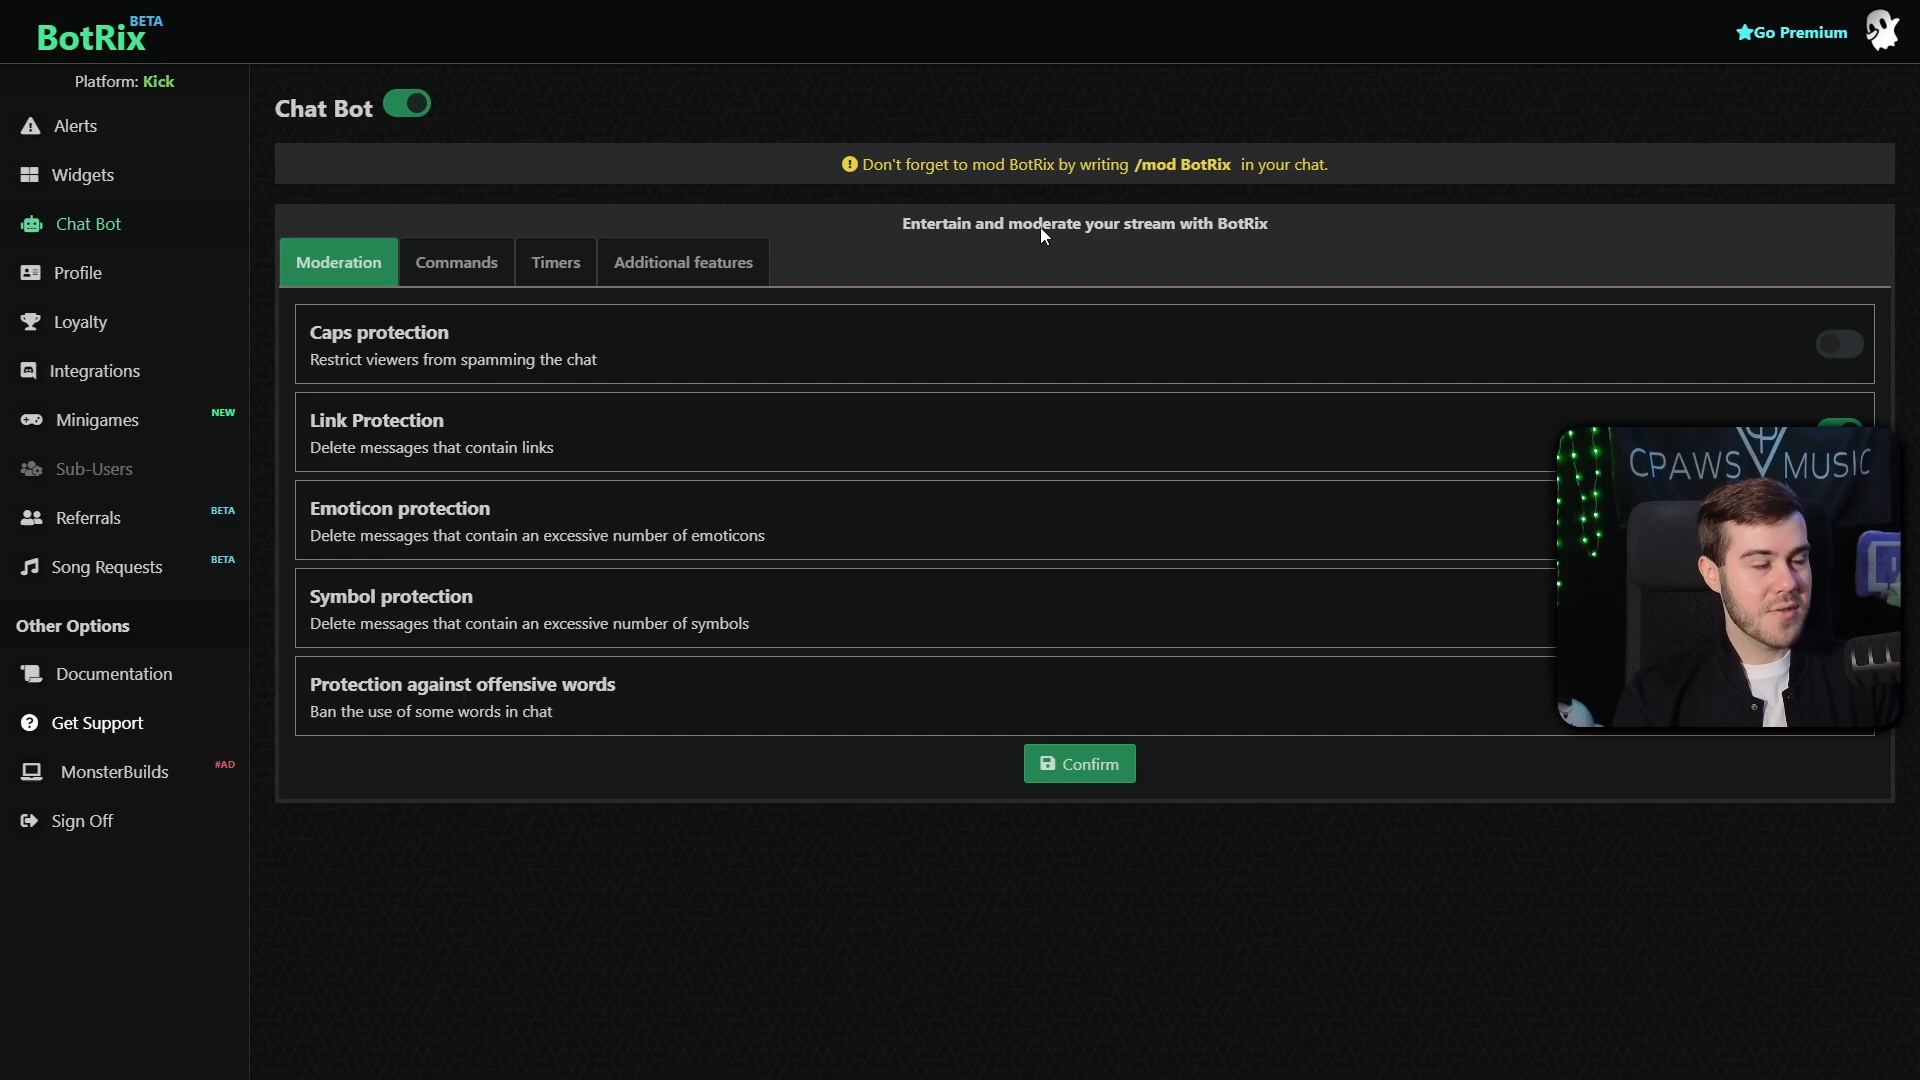 BotRix BETA
Go Premium
Platform: Kick
Alerts
Widgets
Chat Bot
Profile
Loyalty
Integrations
Minigames NEW
Sub-Users
Referrals BETA
Song Requests BETA
Other Options
Documentation
Get Support
MonsterBuilds #AD
Sign Off
Chat Bot
Don't forget to mod BotRix by writing /mod BotRix in your chat.
Entertain and moderate your stream with BotRix
Moderation Commands Timers Additional features
Caps protection
Restrict viewers from spamming the chat
Link Protection
Delete messages that contain links
Emoticon protection
Delete messages that contain an excessive number of emoticons
Symbol protection
Delete messages that contain an excessive number of symbols
Protection against offensive words
Ban the use of some words in chat
Confirm
CPAWS MUSIC